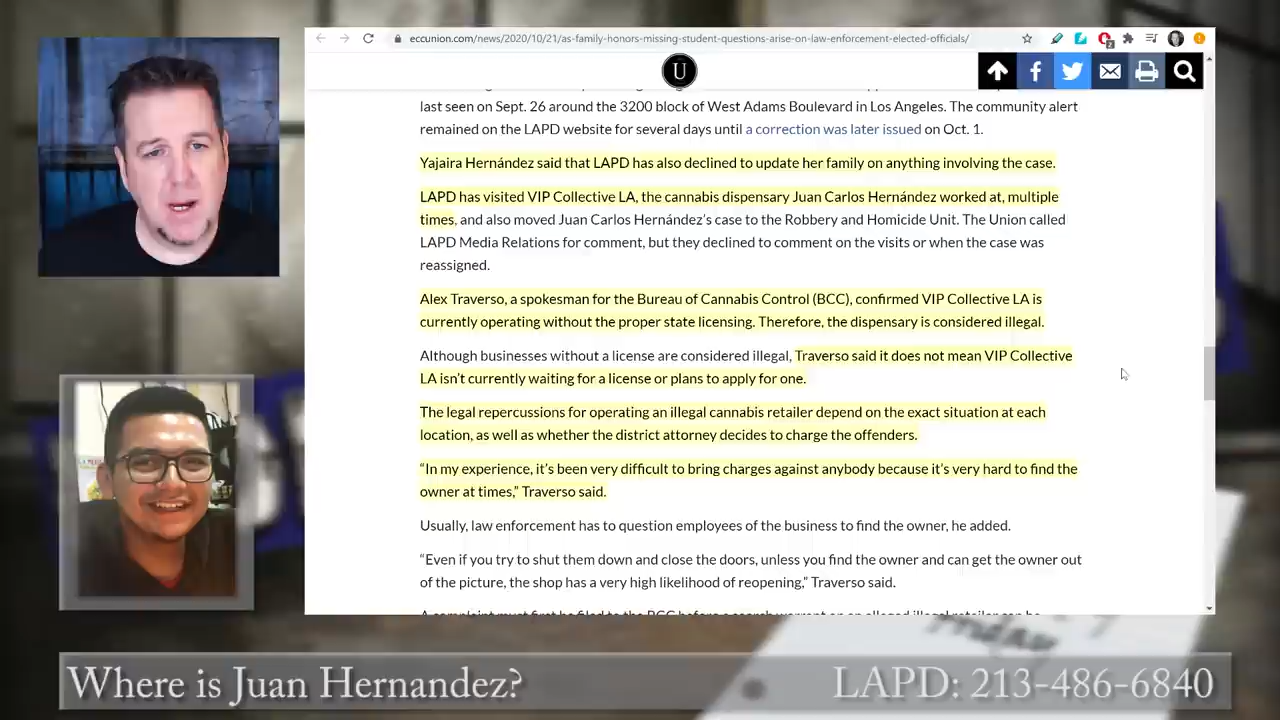 eccunion.com/news/2020/10/21/as-family-honors-missing-student-questions-arise-on-law-enforcement-elected-officials/
U
last seen on Sept. 26 around the 3200 block of West Adams Boulevard in Los Angeles. The community alert
remained on the LAPD website for several days until a correction was later issued on Oct. 1.
Yajaira Hernández said that LAPD has also declined to update her family on anything involving the case.
LAPD has visited VIP Collective LA, the cannabis dispensary Juan Carlos Hernández worked at, multiple
times, and also moved Juan Carlos Hernández’s case to the Robbery and Homicide Unit. The Union called
LAPD Media Relations for comment, but they declined to comment on the visits or when the case was
reassigned.
Alex Traverso, a spokesman for the Bureau of Cannabis Control (BCC), confirmed VIP Collective LA is
currently operating without the proper state licensing. Therefore, the dispensary is considered illegal.
Although businesses without a license are considered illegal, Traverso said it does not mean VIP Collective
LA isn’t currently waiting for a license or plans to apply for one.
The legal repercussions for operating an illegal cannabis retailer depend on the exact situation at each
location, as well as whether the district attorney decides to charge the offenders.
“In my experience, it’s been very difficult to bring charges against anybody because it’s very hard to find the
owner at times,” Traverso said.
Usually, law enforcement has to question employees of the business to find the owner, he added.
“Even if you try to shut them down and close the doors, unless you find the owner and can get the owner out
of the picture, the shop has a very high likelihood of reopening,” Traverso said.
Friday
Where is Juan Hernandez?
LAPD: 213-486-6840